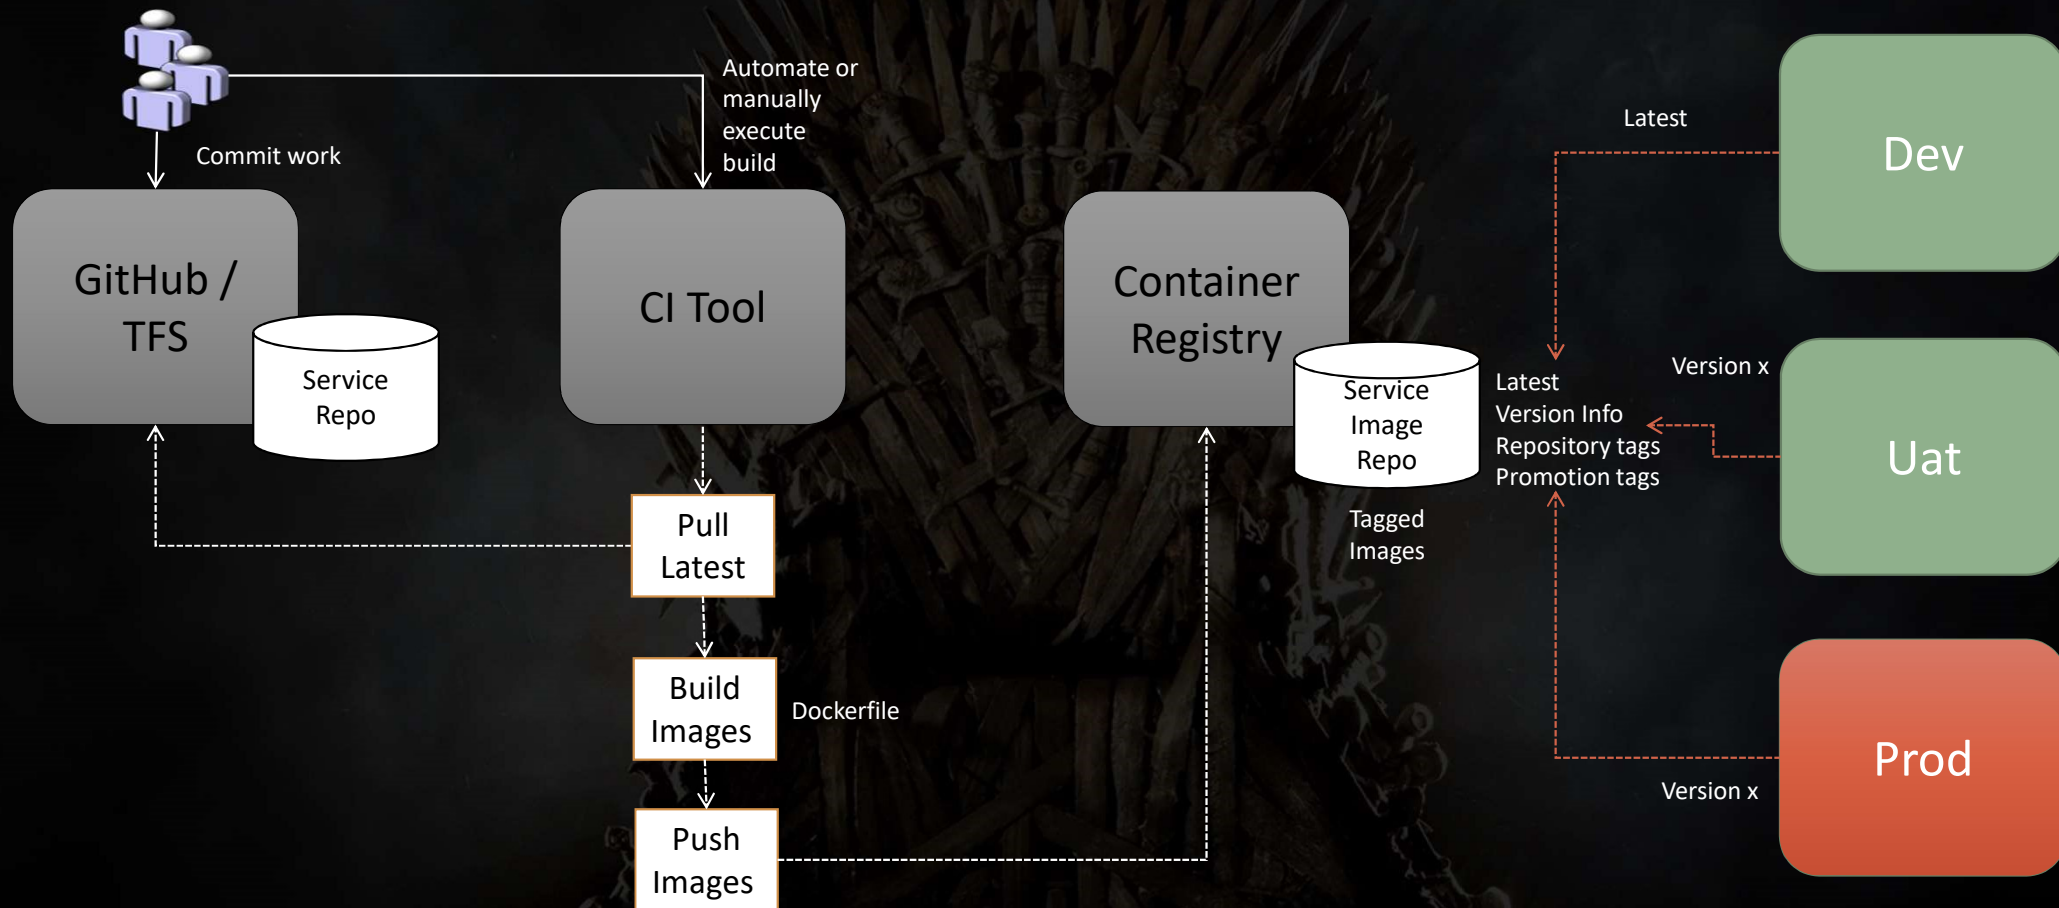 Commit work
Automate or
manually
execute
build
GitHub /
TFS
Service
Repo
CI Tool
Pull
Latest
Build
Images
Dockerfile
Push
Images
Container
Registry
Service
Image
Repo
Tagged
Images
Latest
Version Info
Repository tags
Promotion tags
Latest
Dev
Version x
Uat
Version x
Prod